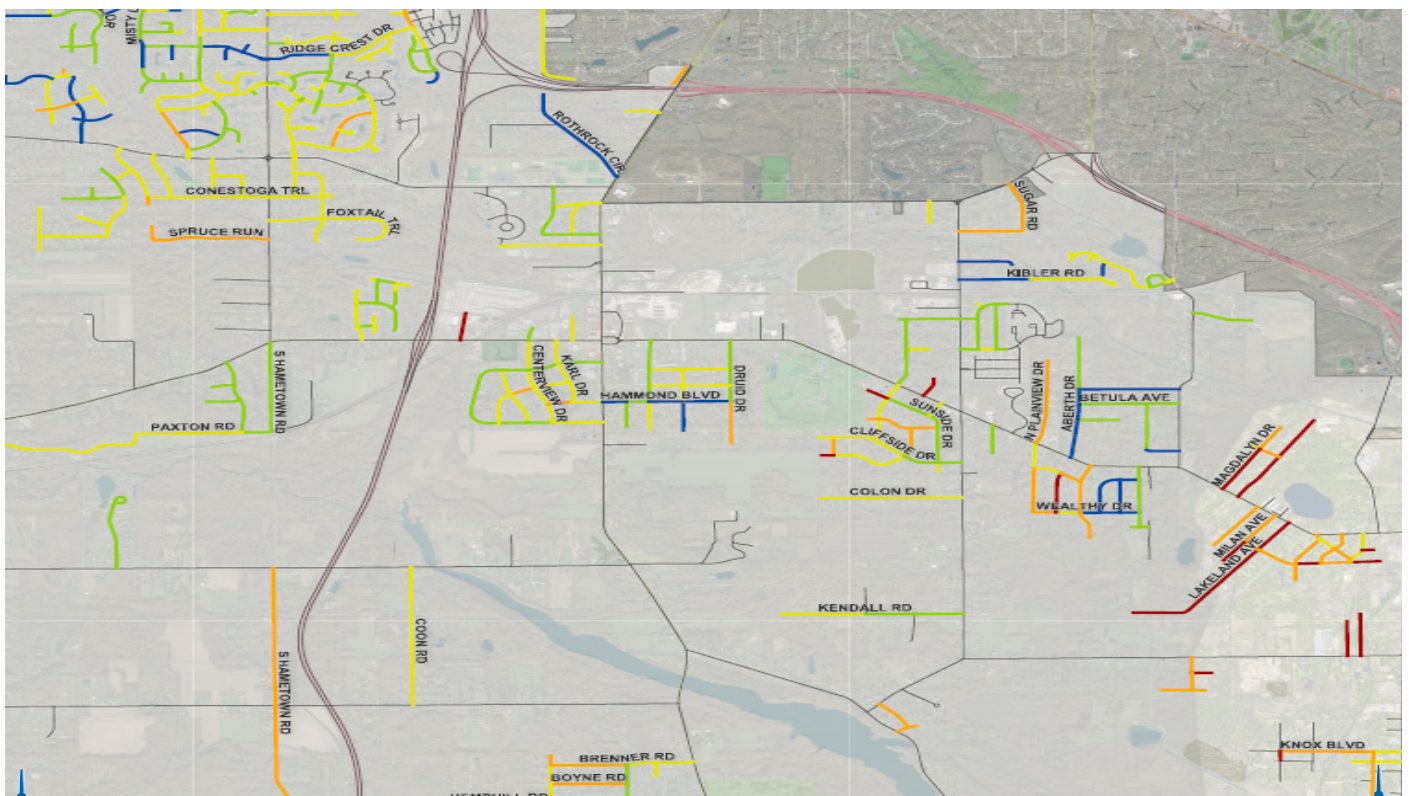 MISTY
RIDGE CREST DR
ROTHROCK CIR
CONESTOGA TRL
SUGAR RD
FOXTAIL TRL
SPRUCE RUN
KIBLER RD
S HAMETOWN RD
CENTERVIEW DR
KARL DR
DRUID DR
HAMMOND BLVD
N PLAINVIEW DR
ABERTH DR
BETULA AVE
SUNSIDE DR
PAXTON RD
CLIFFSIDE DR
MAGDALYN DR
COLON DR
WEALTHY DR
MILAN AVE
LAKELAND AVE
KENDALL RD
COON RD
S HAMETOWN RD
KNOX BLVD
BRENNER RD
BOYNE RD